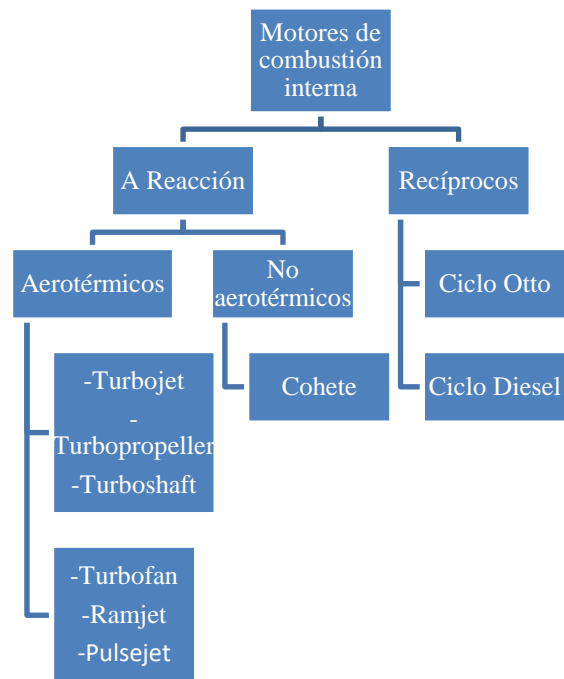 Motores de
combustión
interna
A Reacción
Recíprocos
Aerotérmicos
No
aerotérmicos
Ciclo Otto
-Turbojet
-
Turbopropeller
-Turboshaft
Cohete
Ciclo Diesel
-Turbofan
-Ramjet
-Pulsejet